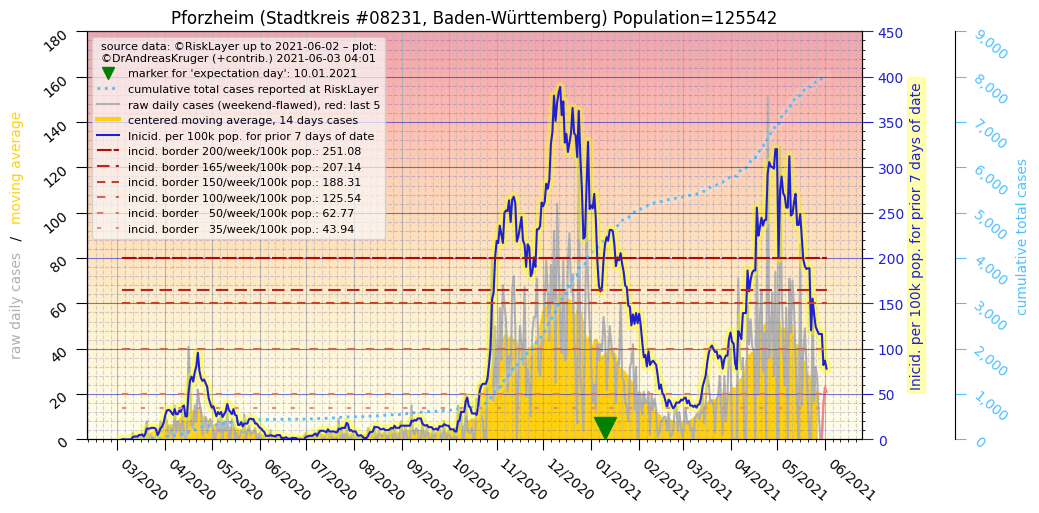 Pforzheim (Stadtkreis #08231, Baden-Württemberg) Population=125542
source data: ©RiskLayer up to 2021-06-02 – plot:
©DrAndreasKruger (+contrib.) 2021-06-03 04:01
marker for 'expectation day': 10.01.2021
cumulative total cases reported at RiskLayer
raw daily cases (weekend-flawed), red: last 5
centered moving average, 14 days cases
Inicid. per 100k pop. for prior 7 days of date
incid. border 200/week/100k pop.: 251.08
incid. border 165/week/100k pop.: 207.14
incid. border 150/week/100k pop.: 188.31
incid. border 100/week/100k pop.: 125.54
incid. border   50/week/100k pop.: 62.77
incid. border   35/week/100k pop.: 43.94
raw daily cases / moving average
180
160
140
120
100
80
60
40
20
0
03/2020
04/2020
05/2020
06/2020
07/2020
08/2020
09/2020
10/2020
11/2020
12/2020
01/2021
02/2021
03/2021
04/2021
05/2021
06/2021
450
400
350
300
250
200
150
100
50
0
Inicid. per 100k pop. for prior 7 days of date
9,000
8,000
7,000
6,000
5,000
4,000
3,000
2,000
1,000
0
cumulative total cases